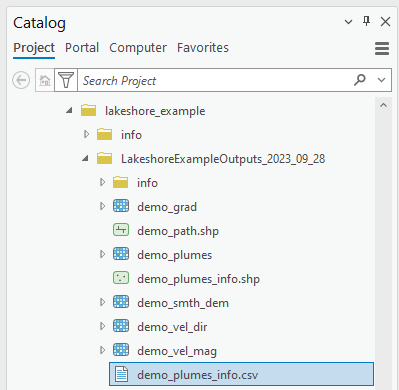 Catalog
Project Portal Computer Favorites
Search Project
lakeshore_example
info
LakeshoreExampleOutputs_2023_09_28
info
demo_grad
demo_path.shp
demo_plumes
demo_plumes_info.shp
demo_smth_dem
demo_vel_dir
demo_vel_mag
demo_plumes_info.csv